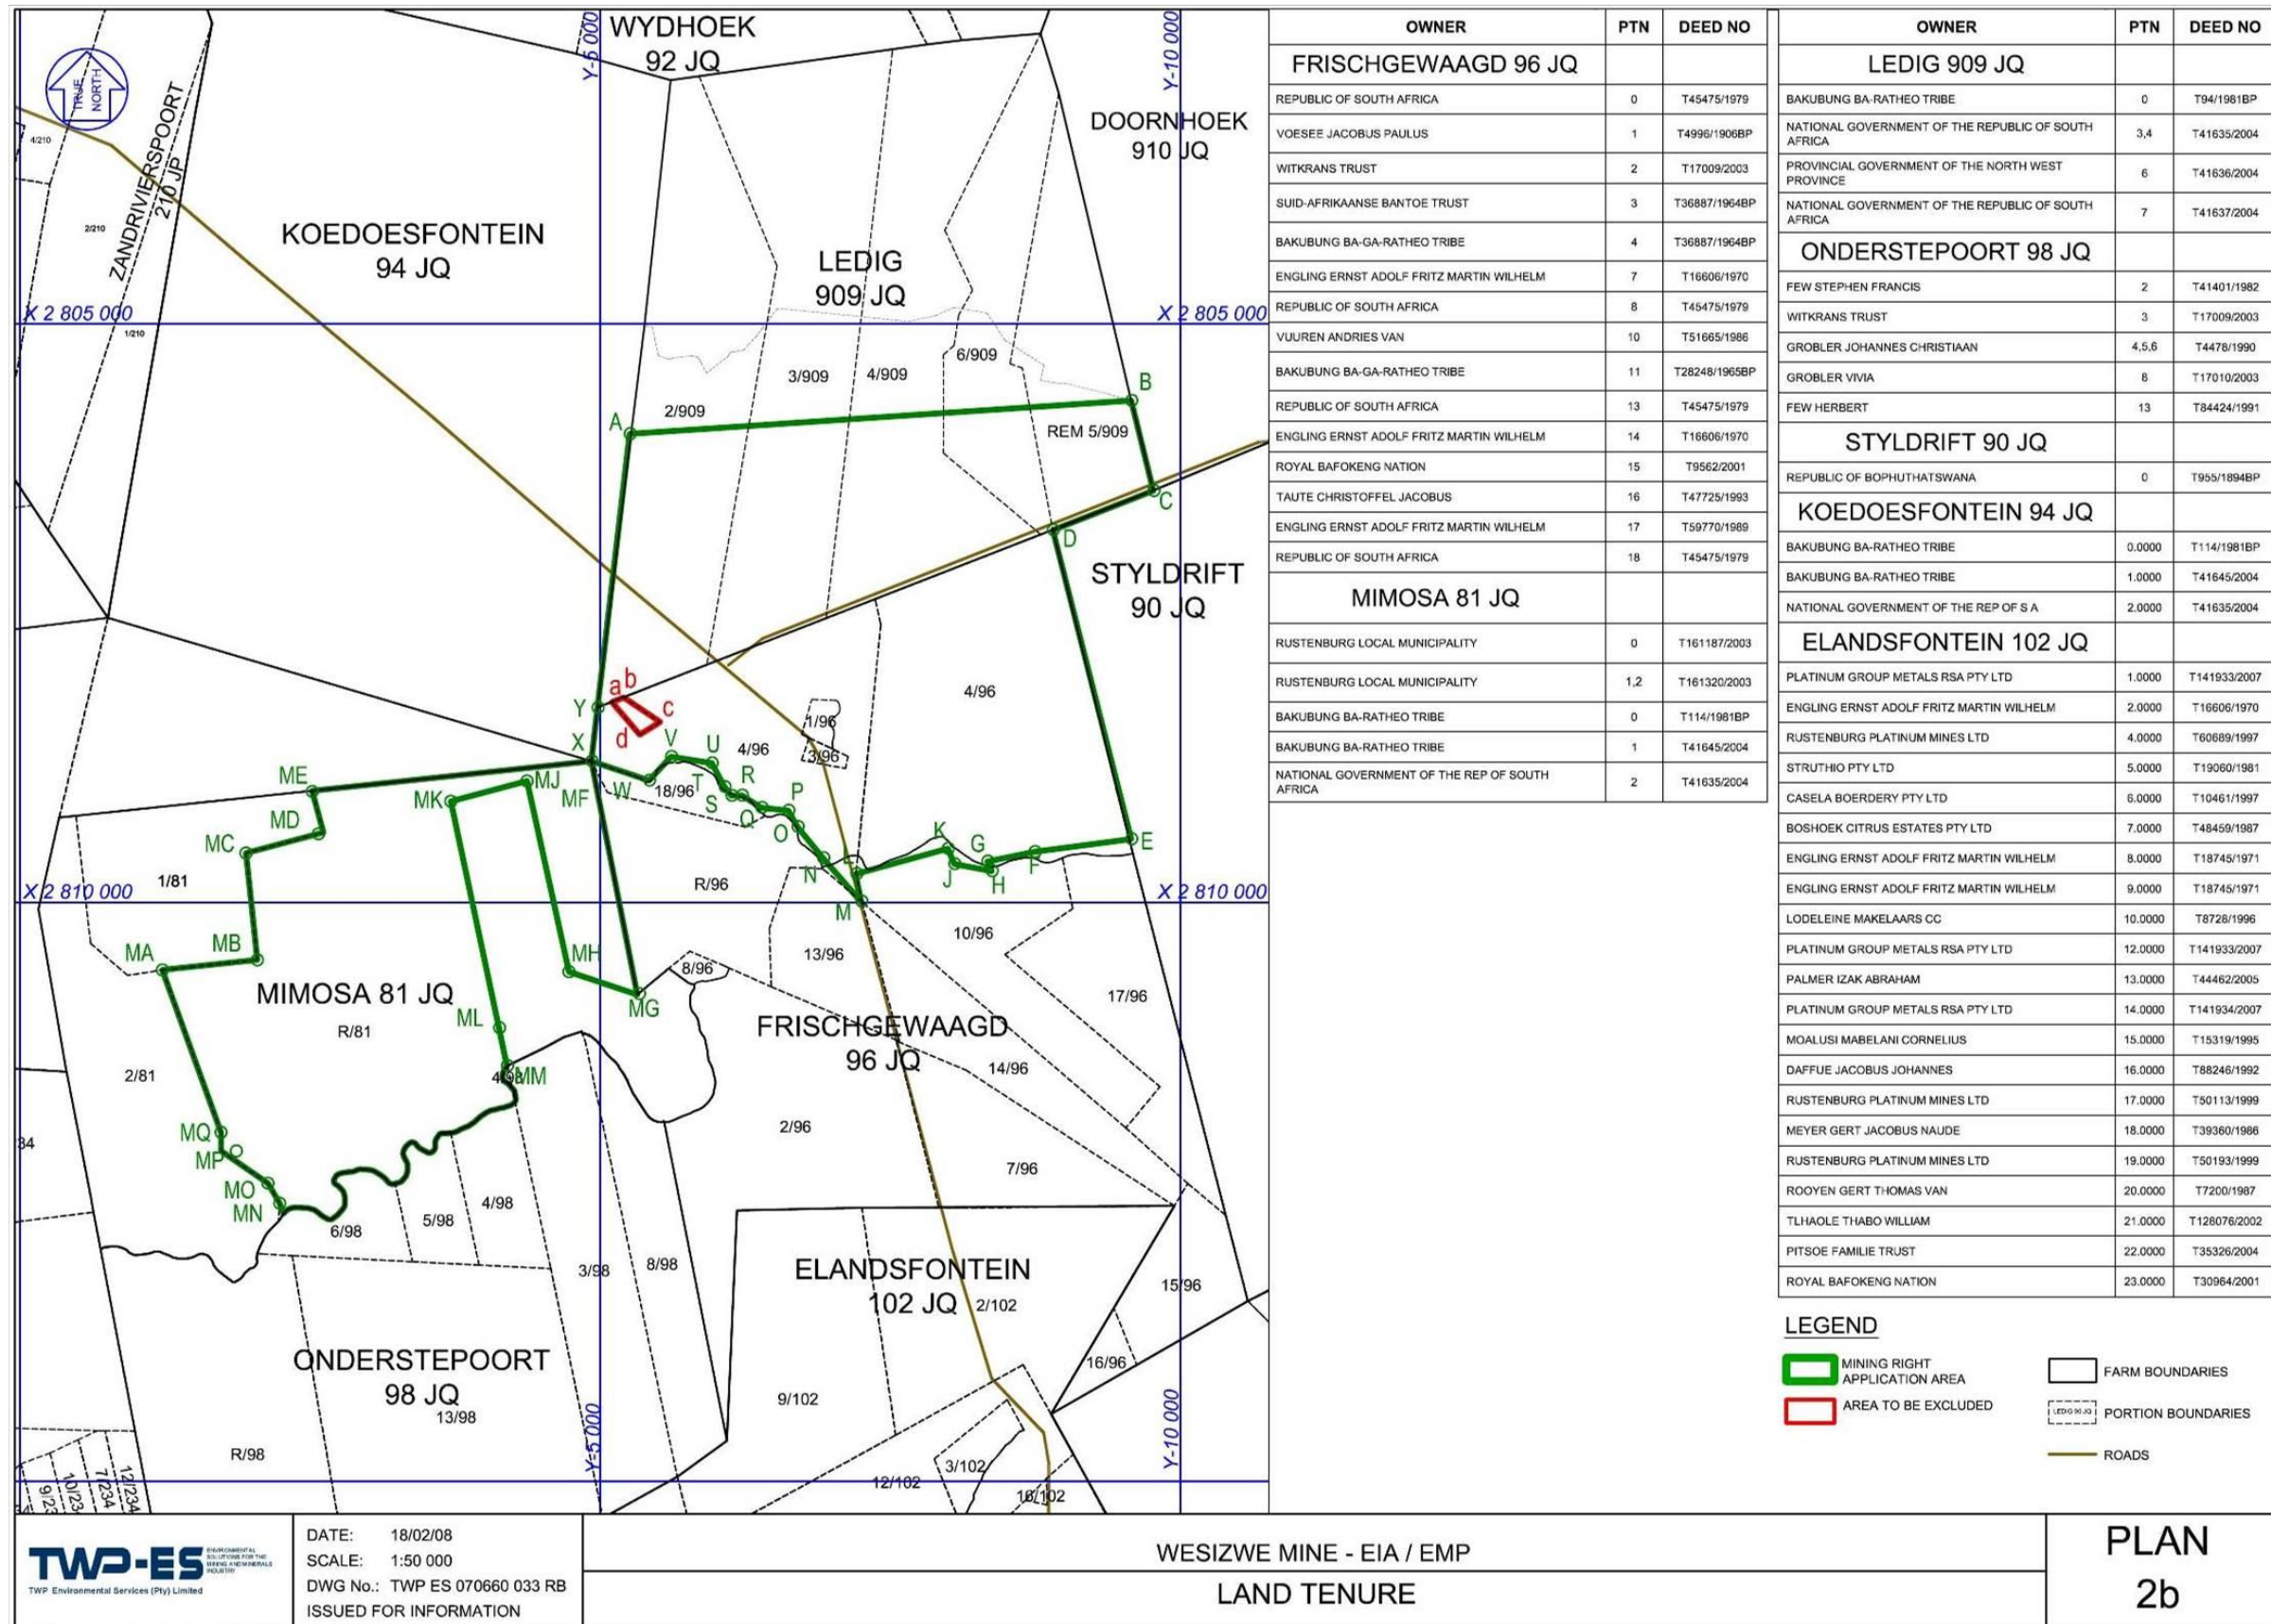 WYDHOEK
92 JQ
Y-5 000
Y-10 000
TRUE
NORTH
4/210
2/210
1/210
ZANDRIVIERSPOORT
210 JP
DOORNHOEK
910 JQ
KOEDOESFONTEIN
94 JQ
LEDIG
909 JQ
X 2 805 000
X 2 805 000
3/909
4/909
6/909
2/909
REM 5/909
A
B
C
D
STYLDRIFT
90 JQ
4/96
Y
a
b
c
d
X
V
U
4/96
1/96
3/96
ME
MJ
MK
MF
W
18/96
T
S
R
Q
P
O
MD
MC
K
G
E
F
J
H
L
N
M
1/81
R/96
X 2 810 000
X 2 810 000
MA
MB
MH
8/96
13/96
10/96
17/96
MIMOSA 81 JQ
R/81
ML
MG
FRISCHGEWAAGD
96 JQ
14/96
2/81
4/98
MM
2/96
34
MQ
MP
MO
MN
7/96
6/98
5/98
4/98
3/98
8/98
ELANDSFONTEIN
102 JQ
2/102
15/96
16/96
ONDERSTEPOORT
98 JQ
13/98
9/102
R/98
Y-5 000
Y-10 000
3/102
12/102
16/102
10/234
7/234
12/234
OWNER PTN DEED NO
FRISCHGEWAAGD 96 JQ
REPUBLIC OF SOUTH AFRICA 0 T45475/1979
VOESEE JACOBUS PAULUS 1 T4996/1906BP
WITKRANS TRUST 2 T17009/2003
SUID-AFRIKAANSE BANTOE TRUST 3 T36887/1964BP
BAKUBUNG BA-GA-RATHEO TRIBE 4 T36887/1964BP
ENGLING ERNST ADOLF FRITZ MARTIN WILHELM 7 T16606/1970
REPUBLIC OF SOUTH AFRICA 8 T45475/1979
VUUREN ANDRIES VAN 10 T51665/1986
BAKUBUNG BA-GA-RATHEO TRIBE 11 T28248/1965BP
REPUBLIC OF SOUTH AFRICA 13 T45475/1979
ENGLING ERNST ADOLF FRITZ MARTIN WILHELM 14 T16606/1970
ROYAL BAFOKENG NATION 15 T9562/2001
TAUTE CHRISTOFFEL JACOBUS 16 T47725/1993
ENGLING ERNST ADOLF FRITZ MARTIN WILHELM 17 T59770/1989
REPUBLIC OF SOUTH AFRICA 18 T45475/1979
MIMOSA 81 JQ
RUSTENBURG LOCAL MUNICIPALITY 0 T161187/2003
RUSTENBURG LOCAL MUNICIPALITY 1,2 T161320/2003
BAKUBUNG BA-RATHEO TRIBE 0 T114/1981BP
BAKUBUNG BA-RATHEO TRIBE 1 T41645/2004
NATIONAL GOVERNMENT OF THE REP OF SOUTH
AFRICA 2 T41635/2004
OWNER PTN DEED NO
LEDIG 909 JQ
BAKUBUNG BA-RATHEO TRIBE 0 T94/1981BP
NATIONAL GOVERNMENT OF THE REPUBLIC OF SOUTH
AFRICA 3,4 T41635/2004
PROVINCIAL GOVERNMENT OF THE NORTH WEST
PROVINCE 6 T41636/2004
NATIONAL GOVERNMENT OF THE REPUBLIC OF SOUTH
AFRICA 7 T41637/2004
ONDERSTEPOORT 98 JQ
FEW STEPHEN FRANCIS 2 T41401/1982
WITKRANS TRUST 3 T17009/2003
GROBLER JOHANNES CHRISTIAAN 4,5,6 T4478/1990
GROBLER VIVIA 8 T17010/2003
FEW HERBERT 13 T84424/1991
STYLDRIFT 90 JQ
REPUBLIC OF BOPHUTHATSWANA 0 T955/1894BP
KOEDOESFONTEIN 94 JQ
BAKUBUNG BA-RATHEO TRIBE 0.0000 T114/1981BP
BAKUBUNG BA-RATHEO TRIBE 1.0000 T41645/2004
NATIONAL GOVERNMENT OF THE REP OF S A 2.0000 T41635/2004
ELANDSFONTEIN 102 JQ
PLATINUM GROUP METALS RSA PTY LTD 1.0000 T141933/2007
ENGLING ERNST ADOLF FRITZ MARTIN WILHELM 2.0000 T16606/1970
RUSTENBURG PLATINUM MINES LTD 4.0000 T60689/1997
STRUTHIO PTY LTD 5.0000 T19060/1981
CASELA BOERDERY PTY LTD 6.0000 T10461/1997
BOSHOEK CITRUS ESTATES PTY LTD 7.0000 T48459/1987
ENGLING ERNST ADOLF FRITZ MARTIN WILHELM 8.0000 T18745/1971
ENGLING ERNST ADOLF FRITZ MARTIN WILHELM 9.0000 T18745/1971
LODELEINE MAKELAARS CC 10.0000 T8728/1996
PLATINUM GROUP METALS RSA PTY LTD 12.0000 T141933/2007
PALMER IZAK ABRAHAM 13.0000 T44462/2005
PLATINUM GROUP METALS RSA PTY LTD 14.0000 T141934/2007
MOALUSI MABELANI CORNELIUS 15.0000 T15319/1995
DAFFUE JACOBUS JOHANNES 16.0000 T88246/1992
RUSTENBURG PLATINUM MINES LTD 17.0000 T50113/1999
MEYER GERT JACOBUS NAUDE 18.0000 T39360/1986
RUSTENBURG PLATINUM MINES LTD 19.0000 T50193/1999
ROOYEN GERT THOMAS VAN 20.0000 T7200/1987
TLHAOLE THABO WILLIAM 21.0000 T128076/2002
PITSOE FAMILIE TRUST 22.0000 T35326/2004
ROYAL BAFOKENG NATION 23.0000 T30964/2001
LEGEND
MINING RIGHT
APPLICATION AREA
AREA TO BE EXCLUDED
FARM BOUNDARIES
PORTION BOUNDARIES
ROADS
TWP-ES
ENVIRONMENTAL
SOLUTIONS FOR THE
MINING AND MINERALS
INDUSTRY
TWP Environmental Services (Pty) Limited
DATE: 18/02/08
SCALE: 1:50 000
DWG No.: TWP ES 070660 033 RB
ISSUED FOR INFORMATION
WESIZWE MINE - EIA / EMP
LAND TENURE
PLAN
2b